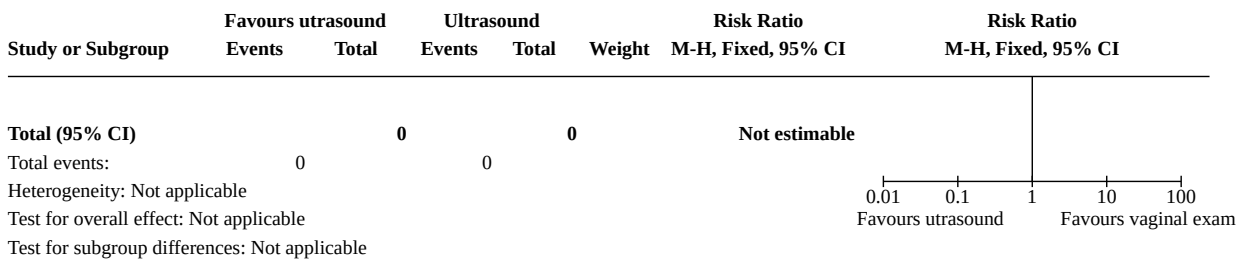 Favours utrasound Ultrasound Risk Ratio Risk Ratio
Study or Subgroup Events Total Events Total Weight M-H, Fixed, 95% CI M-H, Fixed, 95% CI
Total (95% CI) 0 0 Not estimable
Total events: 0 0
Heterogeneity: Not applicable
0.01 0.1 1 10 100
Test for overall effect: Not applicable Favours utrasound Favours vaginal exam
Test for subgroup differences: Not applicable